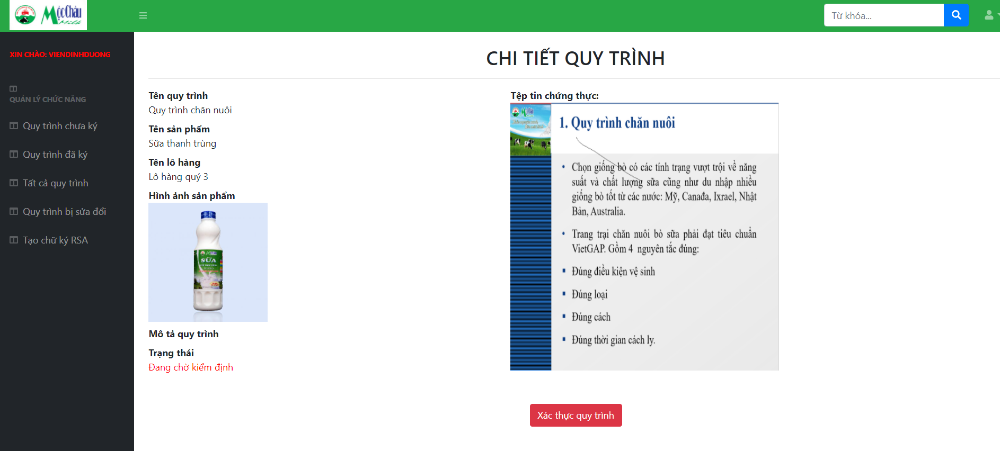 Mộc Châu
Milk
Từ khóa...
XIN CHÀO: VIENDINHDUONG
QUẢN LÝ CHỨC NĂNG
Quy trình chưa ký
Quy trình đã ký
Tất cả quy trình
Quy trình bị sửa đổi
Tạo chữ ký RSA
CHI TIẾT QUY TRÌNH
Tên quy trình
Quy trình chăn nuôi
Tên sản phẩm
Sữa thanh trùng
Tên lô hàng
Lô hàng quý 3
Hình ảnh sản phẩm
SỮA
Mô tả quy trình
Trạng thái
Đang chờ kiểm định
Tệp tin chứng thực:
1. Quy trình chăn nuôi
• Chọn giống bò có các tính trạng vượt trội về năng
suất và chất lượng sữa cũng như du nhập nhiều
giống bò tốt từ các nước: Mỹ, Canađa, Ixrael, Nhật
Bản, Australia.
• Trang trại chăn nuôi bò sữa phải đạt tiêu chuẩn
VietGAP. Gồm 4 nguyên tắc đúng:
▪ Đúng điều kiện vệ sinh
▪ Đúng loại
▪ Đúng cách
▪ Đúng thời gian cách ly.
Xác thực quy trình